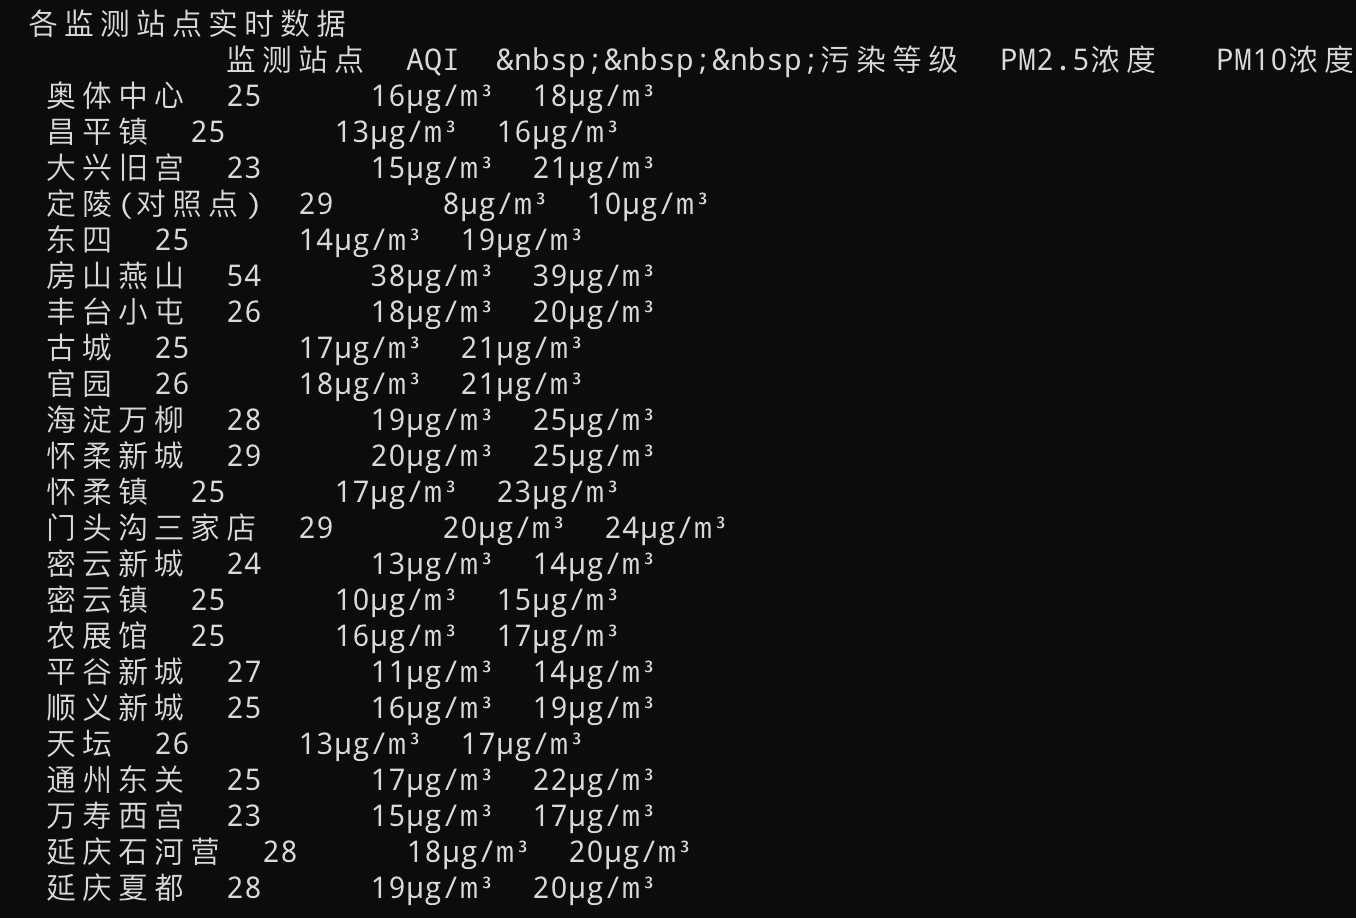 各监测站点实时数据
监测站点 AQI &nbsp;&nbsp;&nbsp;污染等级 PM2.5浓度 PM10浓度
奥体中心 25 16μg/m³ 18μg/m³
昌平镇 25 13μg/m³ 16μg/m³
大兴旧宫 23 15μg/m³ 21μg/m³
定陵(对照点) 29 8μg/m³ 10μg/m³
东四 25 14μg/m³ 19μg/m³
房山燕山 54 38μg/m³ 39μg/m³
丰台小屯 26 18μg/m³ 20μg/m³
古城 25 17μg/m³ 21μg/m³
官园 26 18μg/m³ 21μg/m³
海淀万柳 28 19μg/m³ 25μg/m³
怀柔新城 29 20μg/m³ 25μg/m³
怀柔镇 25 17μg/m³ 23μg/m³
门头沟三家店 29 20μg/m³ 24μg/m³
密云新城 24 13μg/m³ 14μg/m³
密云镇 25 10μg/m³ 15μg/m³
农展馆 25 16μg/m³ 17μg/m³
平谷新城 27 11μg/m³ 14μg/m³
顺义新城 25 16μg/m³ 19μg/m³
天坛 26 13μg/m³ 17μg/m³
通州东关 25 17μg/m³ 22μg/m³
万寿西宫 23 15μg/m³ 17μg/m³
延庆石河营 28 18μg/m³ 20μg/m³
延庆夏都 28 19μg/m³ 20μg/m³